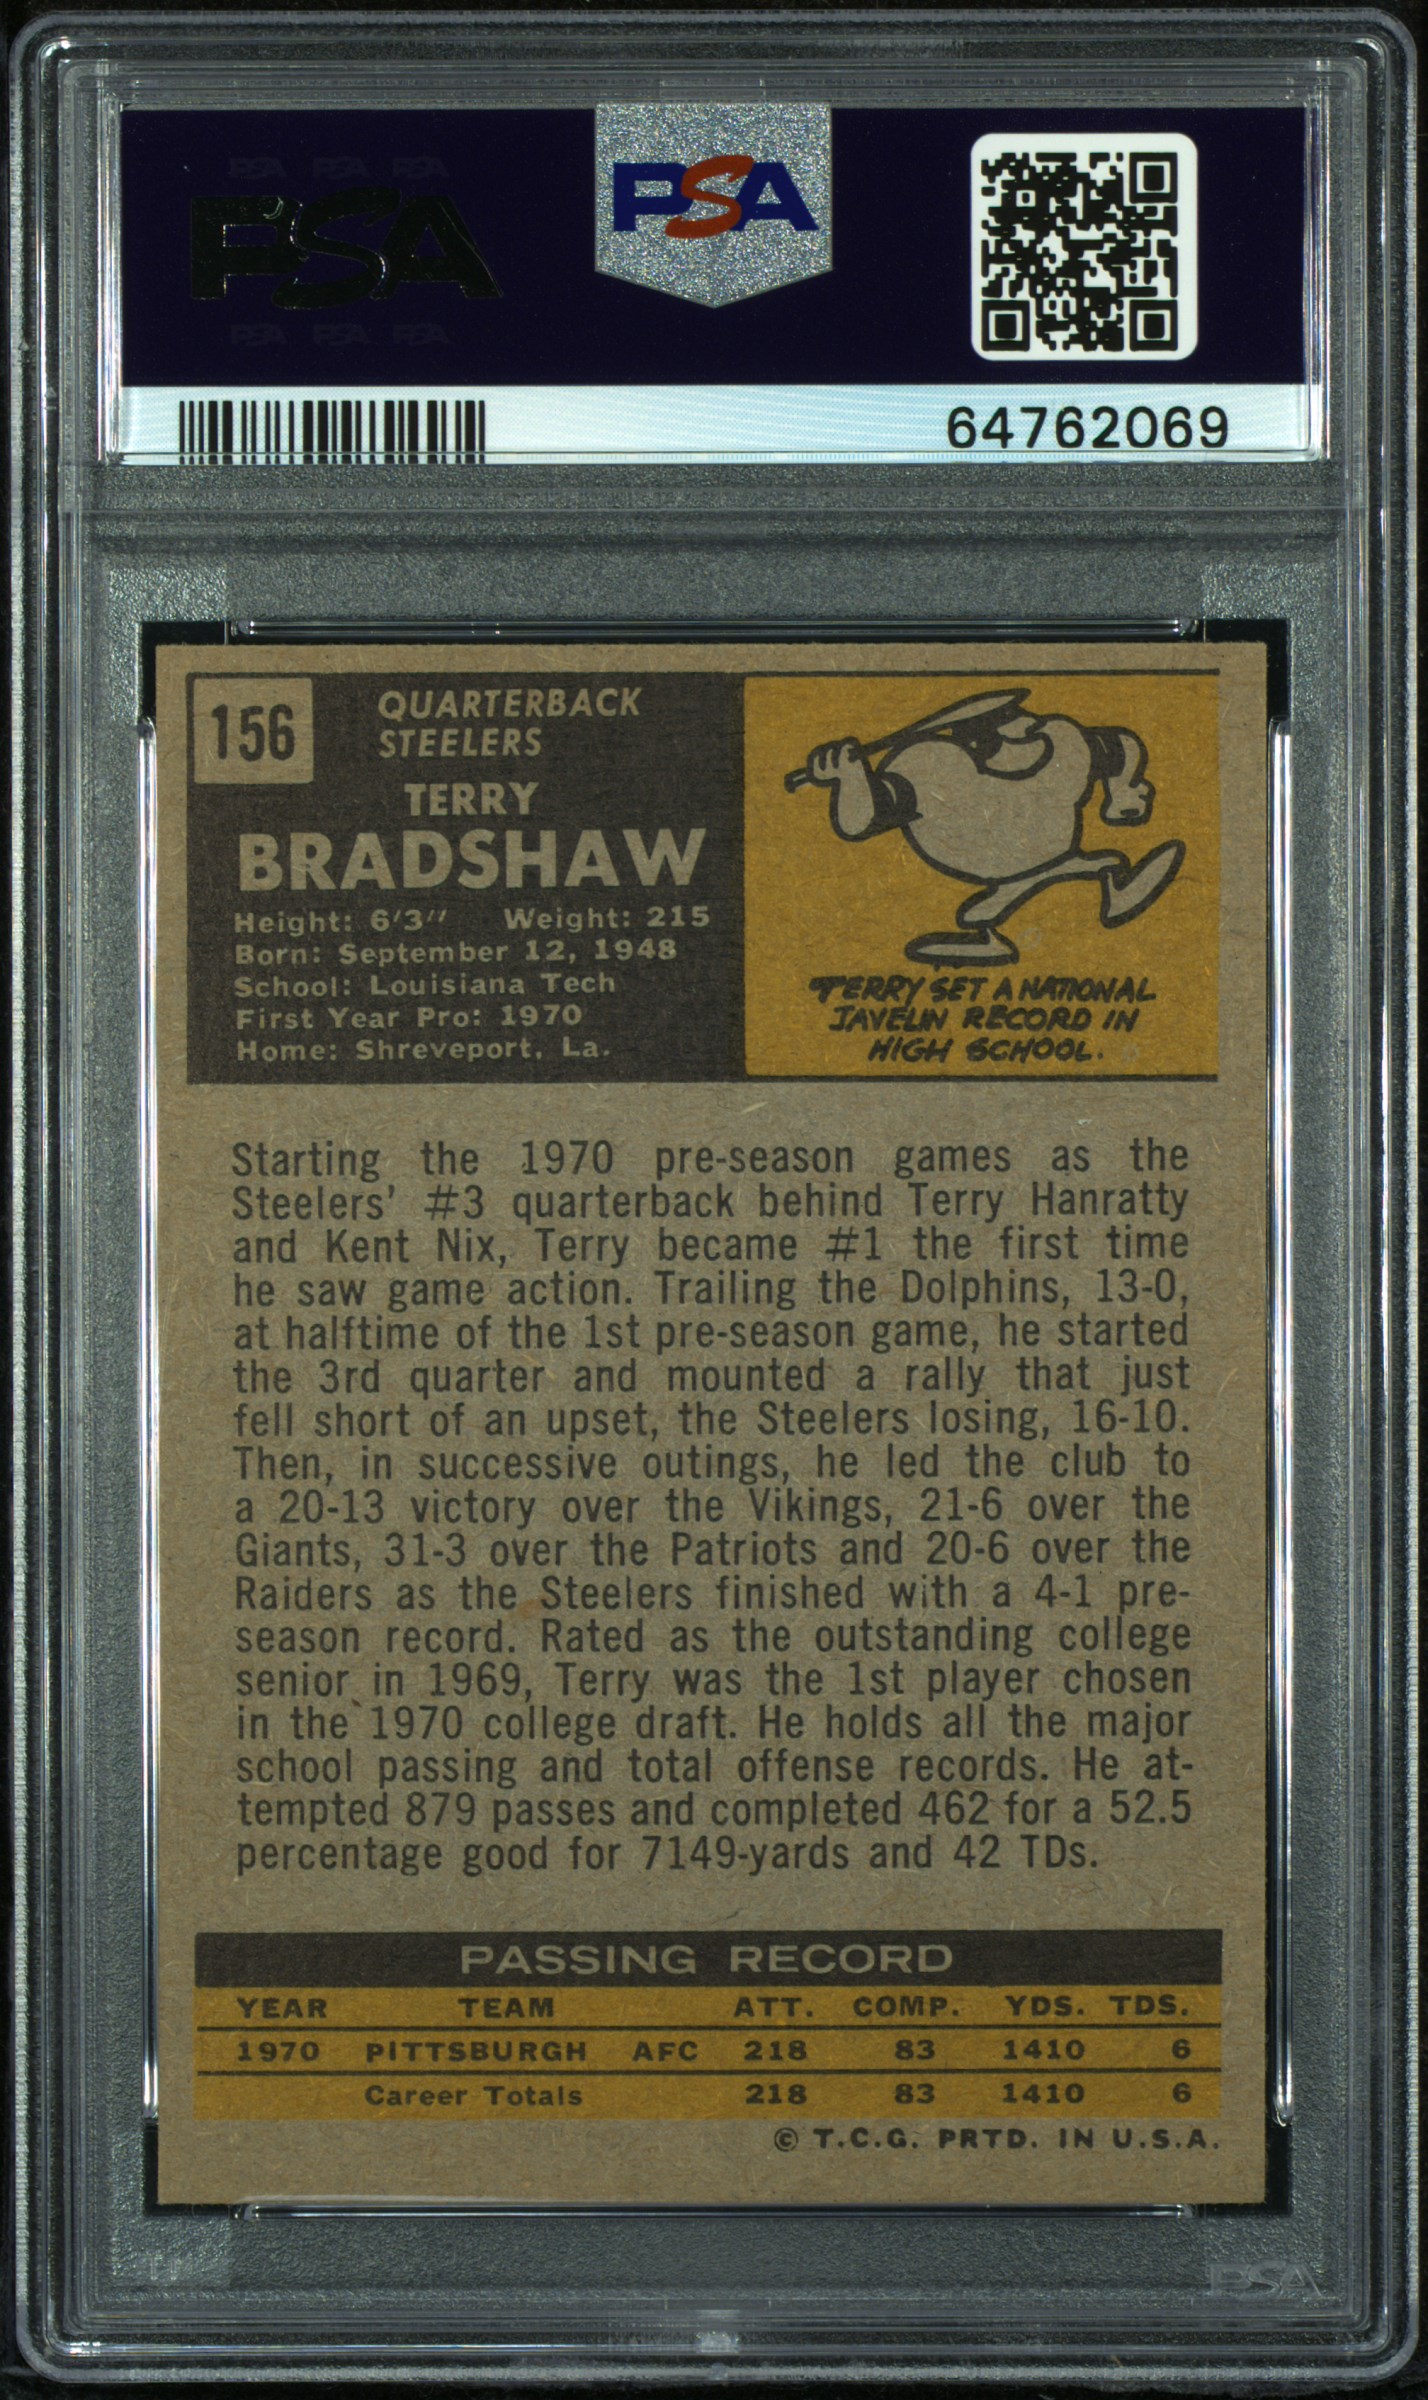 PSA PSA PSA
PSA
PSA PSA PSA
PSA
64762069
156
QUARTERBACK
STEELERS
TERRY
BRADSHAW
Height: 6'3" Weight: 215
Born: September 12, 1948
School: Louisiana Tech
First Year Pro: 1970
Home: Shreveport, La.
TERRY SET A NATIONAL
JAVELIN RECORD IN
HIGH SCHOOL.
Starting the 1970 pre-season games as the
Steelers' #3 quarterback behind Terry Hanratty
and Kent Nix, Terry became #1 the first time
he saw game action. Trailing the Dolphins, 13-0,
at halftime of the 1st pre-season game, he started
the 3rd quarter and mounted a rally that just
fell short of an upset, the Steelers losing, 16-10.
Then, in successive outings, he led the club to
a 20-13 victory over the Vikings, 21-6 over the
Giants, 31-3 over the Patriots and 20-6 over the
Raiders as the Steelers finished with a 4-1 pre-
season record. Rated as the outstanding college
senior in 1969, Terry was the 1st player chosen
in the 1970 college draft. He holds all the major
school passing and total offense records. He at-
tempted 879 passes and completed 462 for a 52.5
percentage good for 7149-yards and 42 TDs.
PASSING RECORD
YEAR TEAM ATT. COMP. YDS. TDS.
1970 PITTSBURGH AFC 218 83 1410 6
Career Totals 218 83 1410 6
© T.C.G. PRTD. IN U.S.A.
PSA